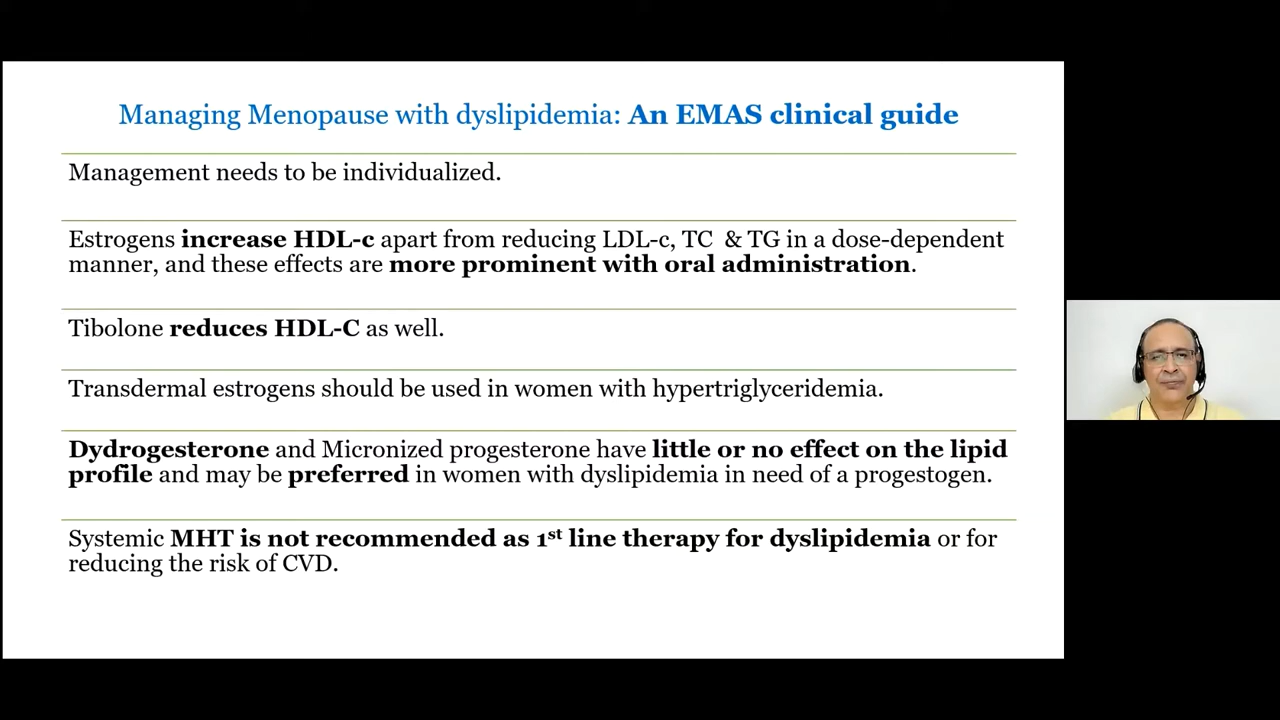 Managing Menopause with dyslipidemia: An EMAS clinical guide
Management needs to be individualized.
Estrogens increase HDL-c apart from reducing LDL-c, TC & TG in a dose-dependent
manner, and these effects are more prominent with oral administration.
Tibolone reduces HDL-C as well.
Transdermal estrogens should be used in women with hypertriglyceridemia.
Dydrogesterone and Micronized progesterone have little or no effect on the lipid
profile and may be preferred in women with dyslipidemia in need of a progestogen.
Systemic MHT is not recommended as 1st line therapy for dyslipidemia or for
reducing the risk of CVD.